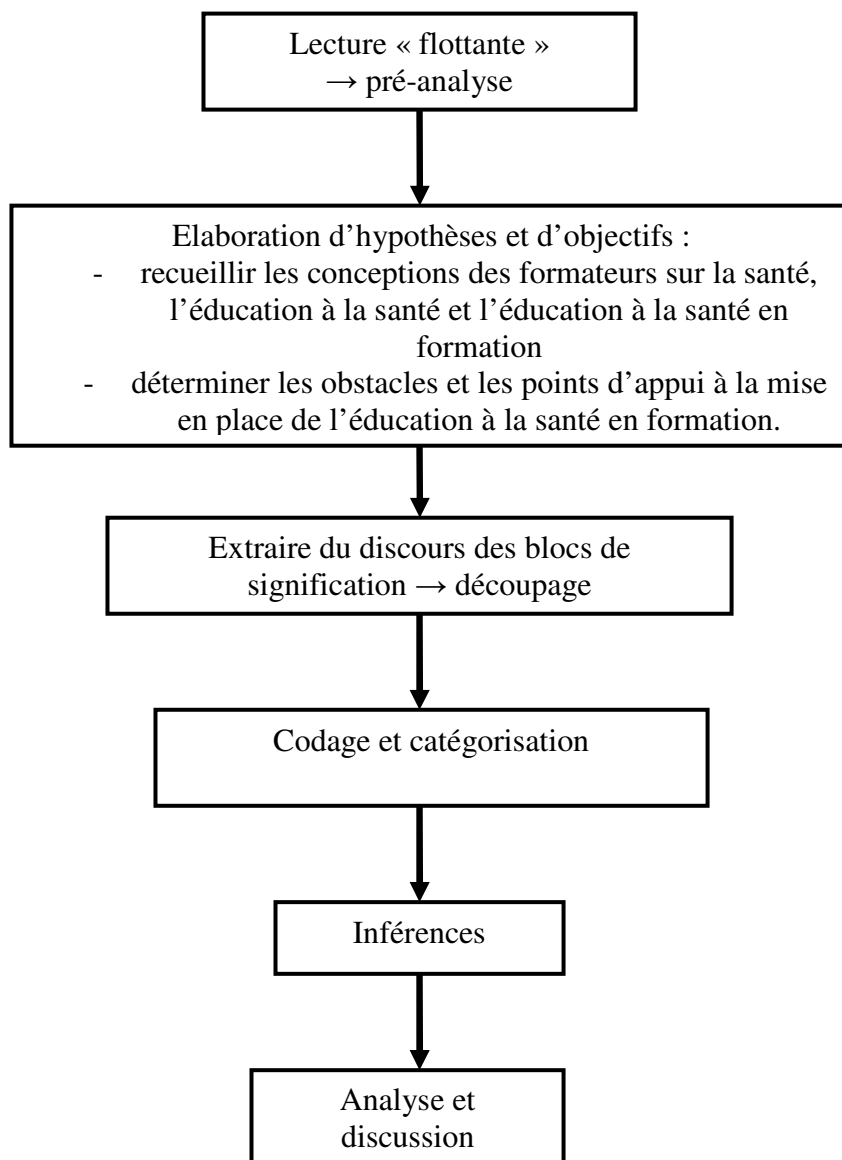 Lecture « flottante »
→ pré-analyse
Elaboration d’hypothèses et d’objectifs :
- recueillir les conceptions des formateurs sur la santé,
l’éducation à la santé et l’éducation à la santé en
formation
- déterminer les obstacles et les points d’appui à la mise
en place de l’éducation à la santé en formation.
Extraire du discours des blocs de
signification → découpage
Codage et catégorisation
Inférences
Analyse et
discussion